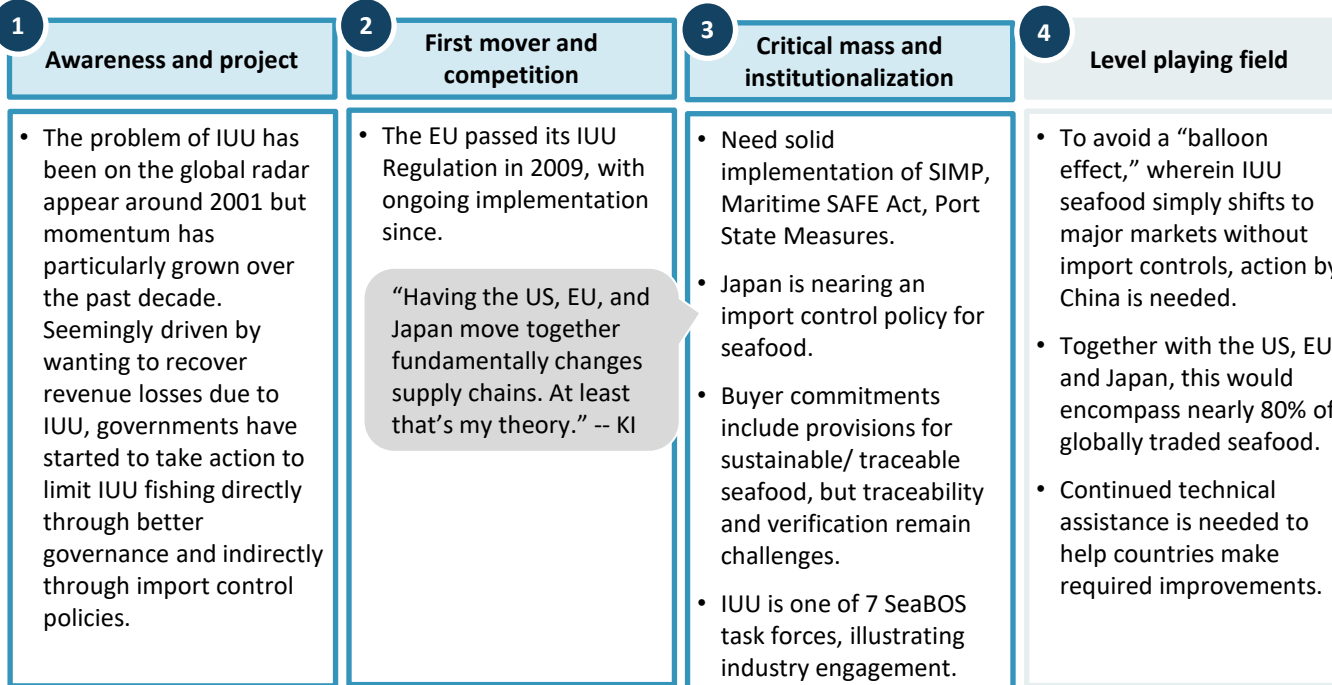 1
Awareness and project
• The problem of IUU has
been on the global radar
appear around 2001 but
momentum has
particularly grown over
the past decade.
Seemingly driven by
wanting to recover
revenue losses due to
IUU, governments have
started to take action to
limit IUU fishing directly
through better
governance and indirectly
through import control
policies.
2
First mover and
competition
• The EU passed its IUU
Regulation in 2009, with
ongoing implementation
since.
“Having the US, EU, and
Japan move together
fundamentally changes
supply chains. At least
that’s my theory.” -- KI
3
Critical mass and
institutionalization
• Need solid
implementation of SIMP,
Maritime SAFE Act, Port
State Measures.
• Japan is nearing an
import control policy for
seafood.
• Buyer commitments
include provisions for
sustainable/ traceable
seafood, but traceability
and verification remain
challenges.
• IUU is one of 7 SeaBOS
task forces, illustrating
industry engagement.
4
Level playing field
• To avoid a “balloon
effect,” wherein IUU
seafood simply shifts to
major markets without
import controls, action by
China is needed.
• Together with the US, EU
and Japan, this would
encompass nearly 80% of
globally traded seafood.
• Continued technical
assistance is needed to
help countries make
required improvements.